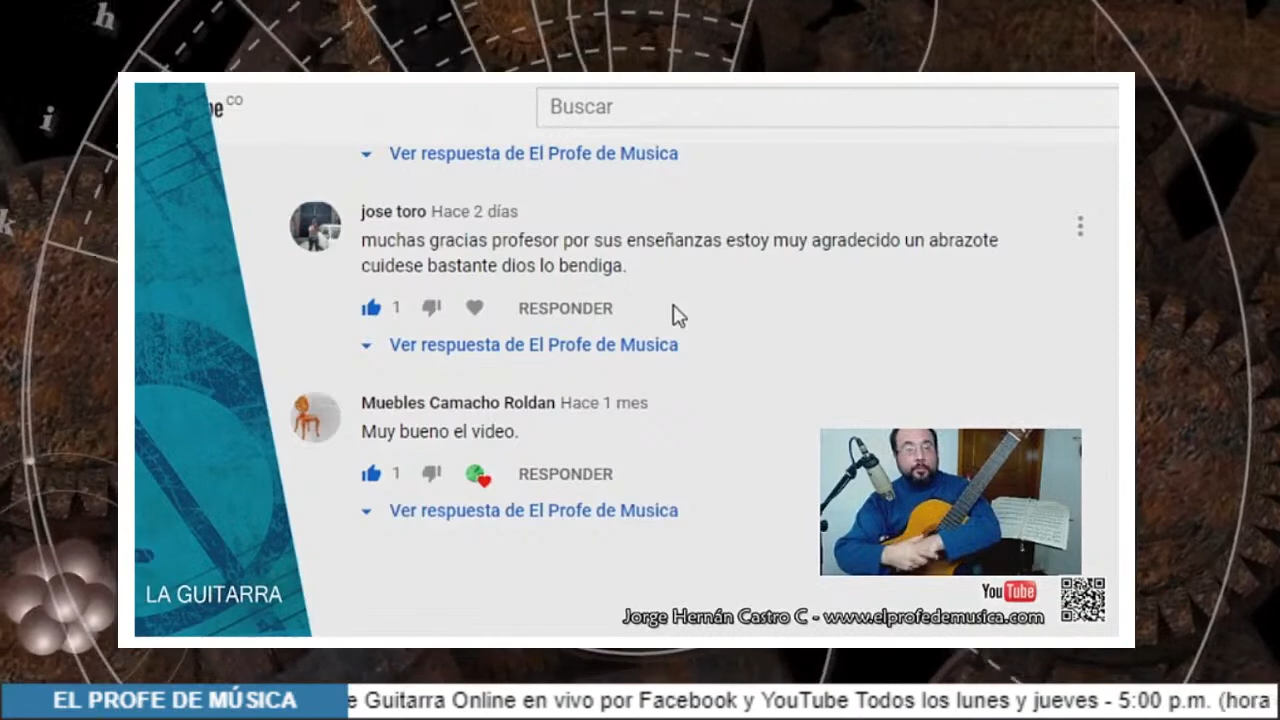 h
i
k
be CO
Buscar
Ver respuesta de El Profe de Musica
jose toro Hace 2 días
muchas gracias profesor por sus enseñanzas estoy muy agradecido un abrazote
cuidese bastante dios lo bendiga.
1 RESPONDER
Ver respuesta de El Profe de Musica
Muebles Camacho Roldan Hace 1 mes
Muy bueno el video.
1 RESPONDER
Ver respuesta de El Profe de Musica
LA GUITARRA
YouTube
Jorge Hernán Castro C - www.elprofedemusica.com
EL PROFE DE MÚSICA
e Guitarra Online en vivo por Facebook y YouTube Todos los lunes y jueves - 5:00 p.m. (hora